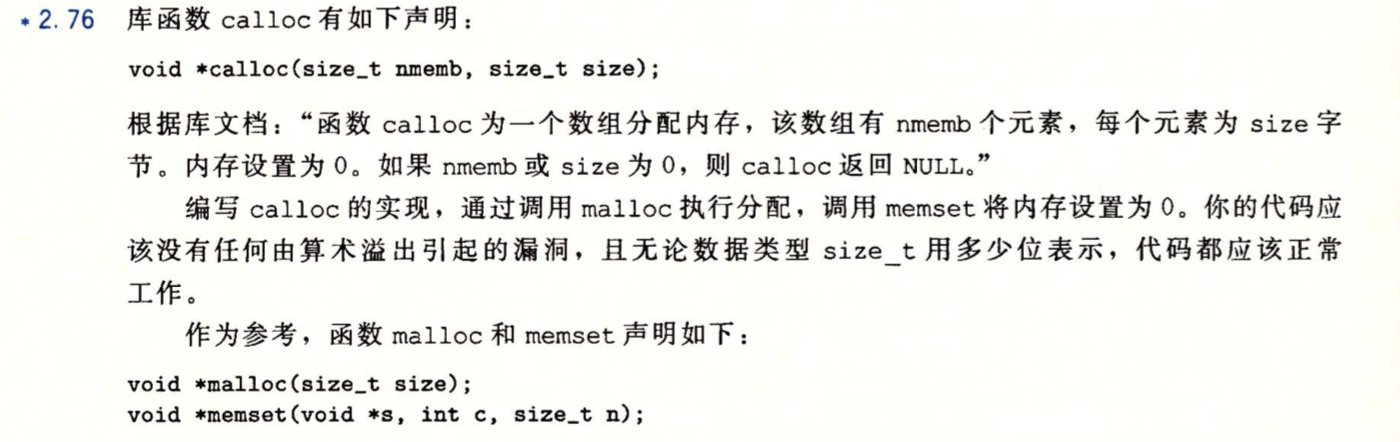 * 2.76 库函数 calloc 有如下声明：
void *calloc(size_t nmemb, size_t size);
根据库文档：“函数 calloc 为一个数组分配内存，该数组有 nmemb 个元素，每个元素为 size 字
节。内存设置为 0。如果 nmemb 或 size 为 0，则 calloc 返回 NULL。”
编写 calloc 的实现，通过调用 malloc 执行分配，调用 memset 将内存设置为 0。你的代码应
该没有任何由算术溢出引起的漏洞，且无论数据类型 size_t 用多少位表示，代码都应该正常
工作。
作为参考，函数 malloc 和 memset 声明如下：
void *malloc(size_t size);
void *memset(void *s, int c, size_t n);